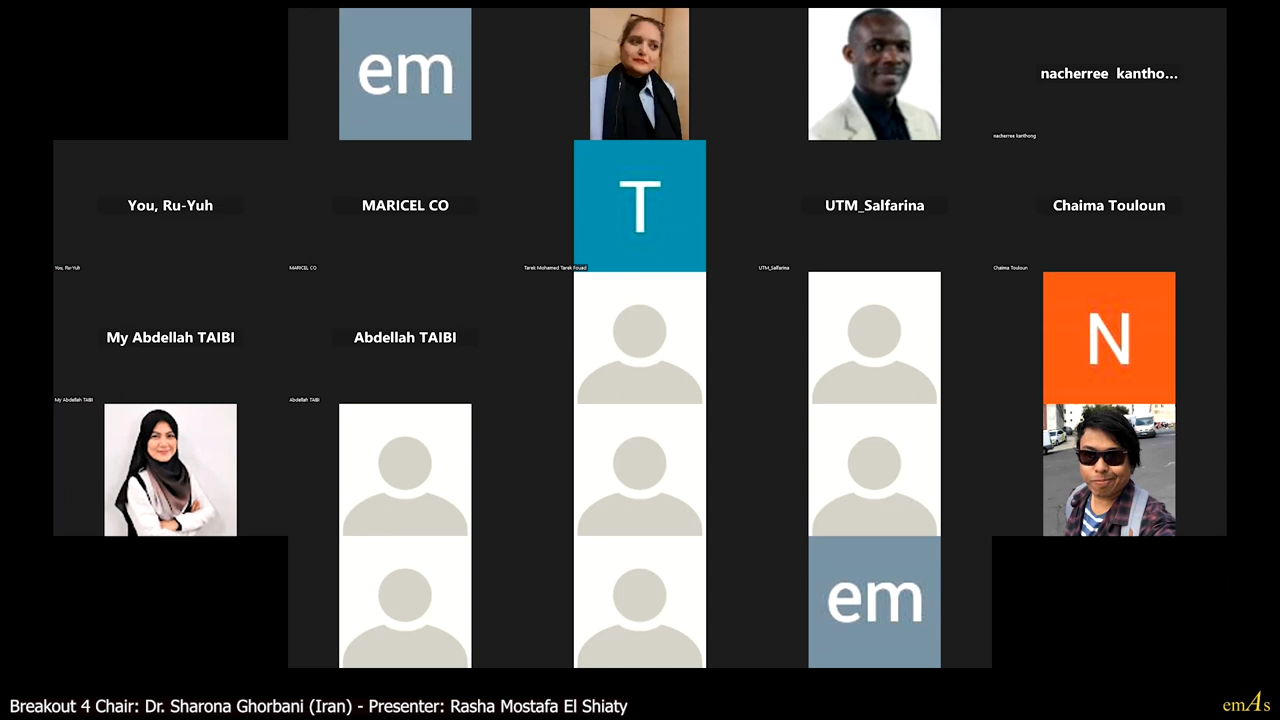 em
nacherree kantho...
nacherree kanthong
You, Ru-Yuh
MARICEL CO
T
UTM_Salfarina
Chaima Touloun
You, Ru-Yuh
MARICEL CO
Tarek Mohamed Tarek Fouad
UTM_Salfarina
Chaima Touloun
My Abdellah TAIBI
Abdellah TAIBI
N
My Abdellah TAIBI
Abdellah TAIBI
em
Breakout 4 Chair: Dr. Sharona Ghorbani (Iran) - Presenter: Rasha Mostafa El Shiaty
emAs